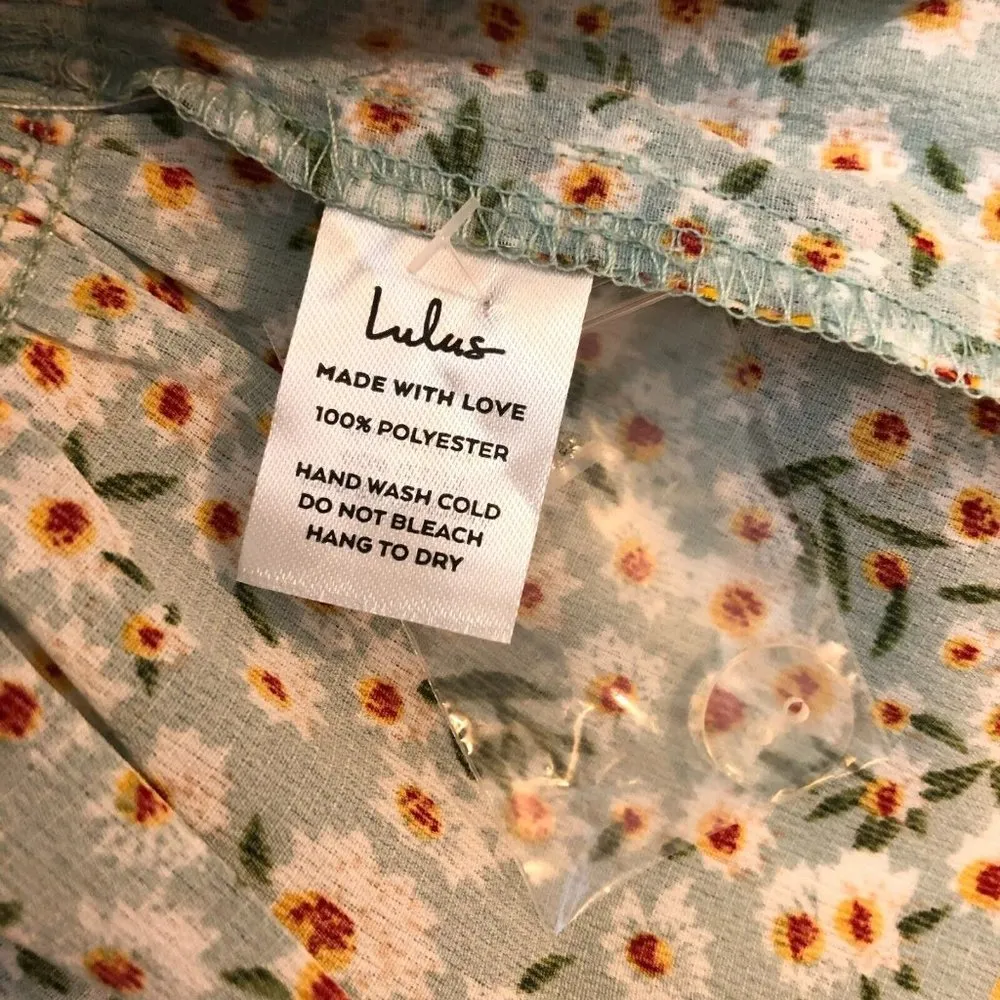 Lulus
MADE WITH LOVE
100% POLYESTER
HAND WASH COLD
DO NOT BLEACH
HANG TO DRY